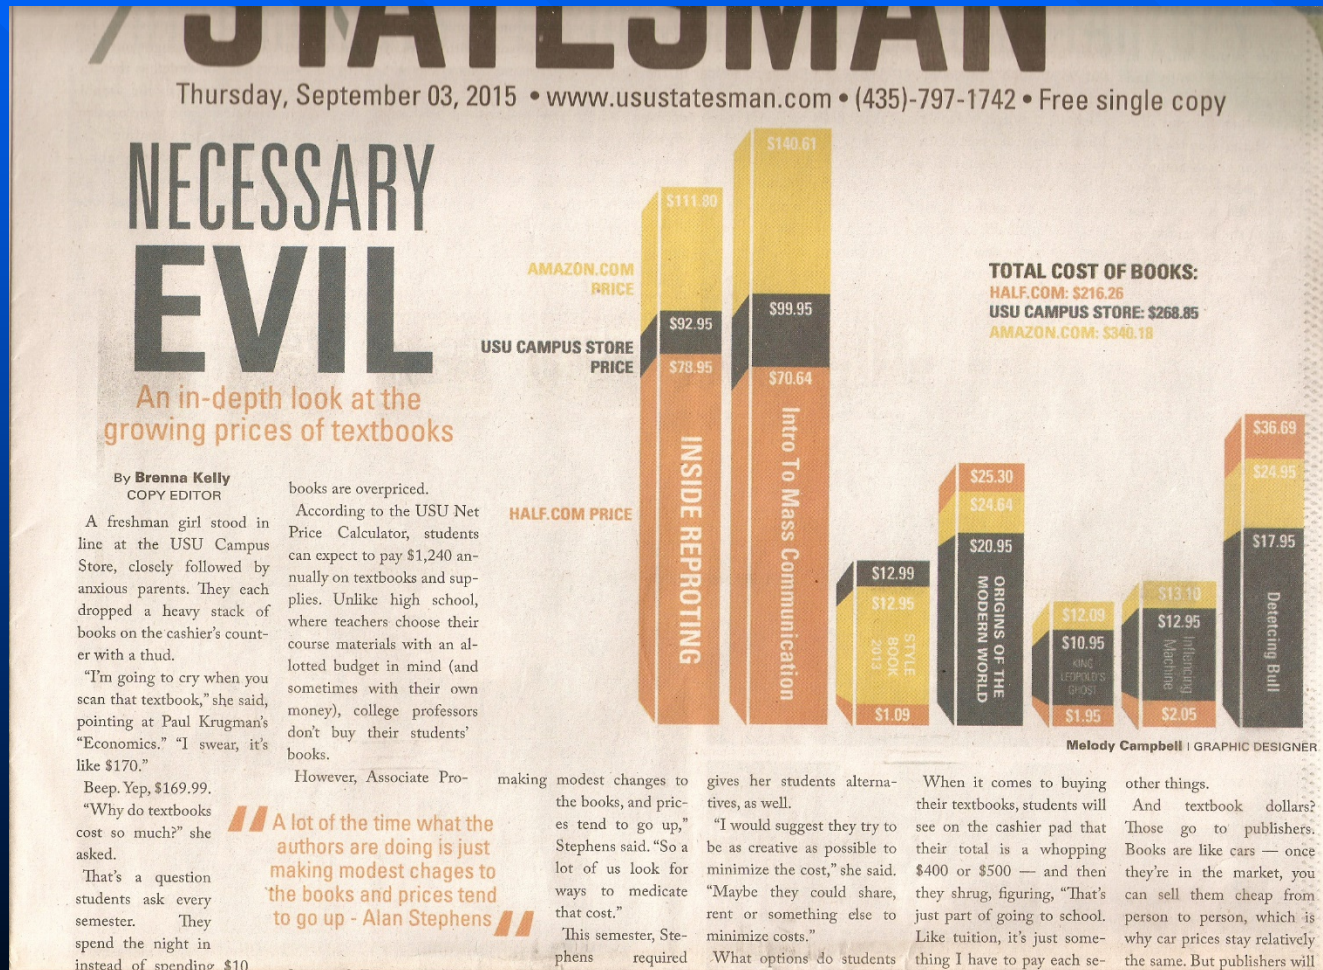 STATESMAN
Thursday, September 03, 2015 • www.usustatesman.com • (435)-797-1742 • Free single copy
NECESSARY
EVIL
An in-depth look at the
growing prices of textbooks
By Brenna Kelly
COPY EDITOR
A freshman girl stood in
line at the USU Campus
Store, closely followed by
anxious parents. They each
dropped a heavy stack of
books on the cashier's count-
er with a thud.
"I'm going to cry when you
scan that textbook," she said,
pointing at Paul Krugman's
"Economics." "I swear, it's
like $170."
Beep. Yep, $169.99.
"Why do textbooks
cost so much?" she
asked.
That's a question
students ask every
semester. They
spend the night in
instead of spending $10
books are overpriced.
According to the USU Net
Price Calculator, students
can expect to pay $1,240 an-
nually on textbooks and sup-
plies. Unlike high school,
where teachers choose their
course materials with an al-
lotted budget in mind (and
sometimes with their own
money), college professors
don't buy their students'
books.
However, Associate Pro-
A lot of the time what the
authors are doing is just
making modest chages to
the books and prices tend
to go up - Alan Stephens
AMAZON.COM
PRICE
USU CAMPUS STORE
PRICE
HALF.COM PRICE
$111.80
$92.95
$78.95
INSIDE REPROTING
$140.61
$99.95
$70.64
Intro To Mass Communication
$12.99
$12.95
STYLE
BOOK
2013
$1.09
$25.30
$24.64
$20.95
ORIGINS OF THE
MODERN WORLD
$12.09
$10.95
KING
LEOPOLD'S
GHOST
$1.95
$13.10
$12.95
Inflencing
Machine
$2.05
$36.69
$24.95
$17.95
Detetcing Bull
TOTAL COST OF BOOKS:
HALF.COM: $216.26
USU CAMPUS STORE: $268.85
AMAZON.COM: $340.18
Melody Campbell | GRAPHIC DESIGNER
making modest changes to
the books, and pric-
es tend to go up,"
Stephens said. "So a
lot of us look for
ways to medicate
that cost."
This semester, Ste-
phens required
gives her students alterna-
tives, as well.
"I would suggest they try to
be as creative as possible to
minimize the cost," she said.
"Maybe they could share,
rent or something else to
minimize costs."
What options do students
When it comes to buying
their textbooks, students will
see on the cashier pad that
their total is a whopping
$400 or $500 — and then
they shrug, figuring, "That's
just part of going to school.
Like tuition, it's just some-
thing I have to pay each se-
other things.
And textbook dollars?
Those go to publishers.
Books are like cars — once
they're in the market, you
can sell them cheap from
person to person, which is
why car prices stay relatively
the same. But publishers will